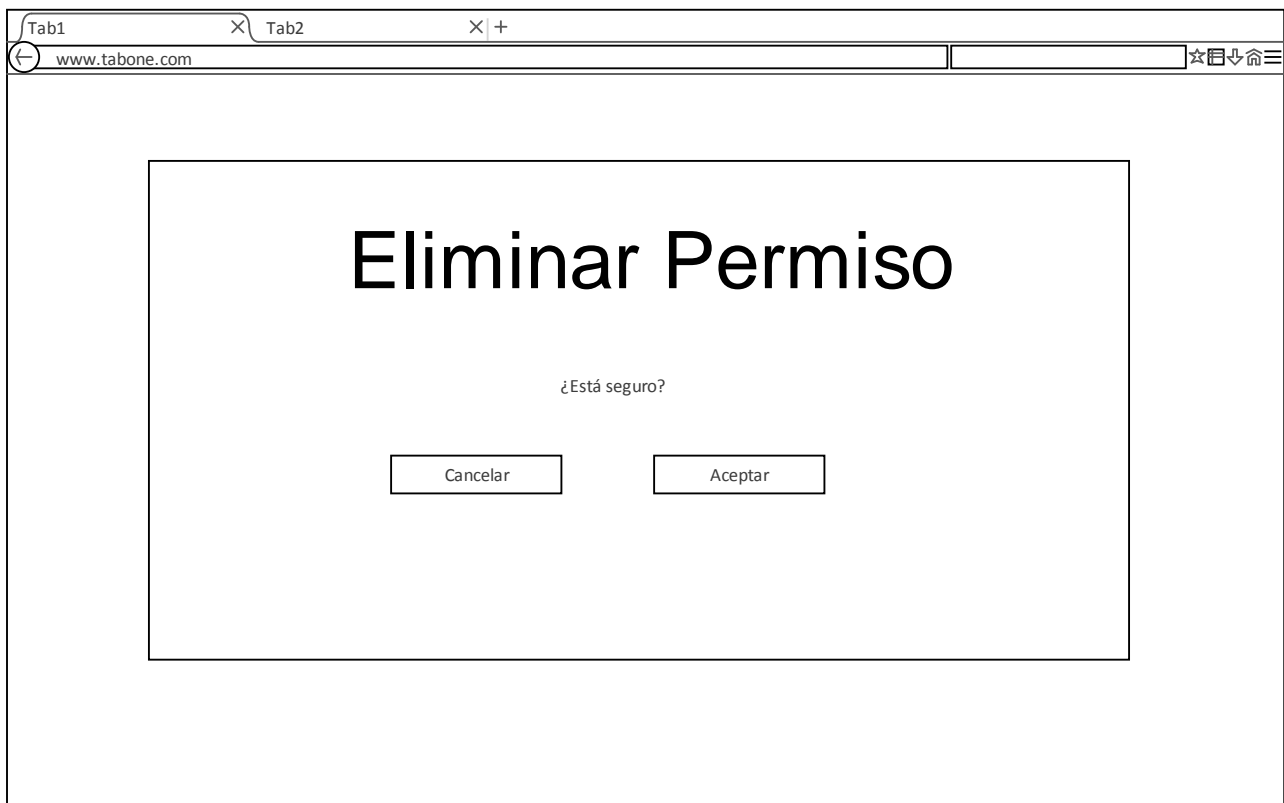 Tab1 Tab2
www.tabone.com
Eliminar Permiso
¿Está seguro?
Cancelar Aceptar